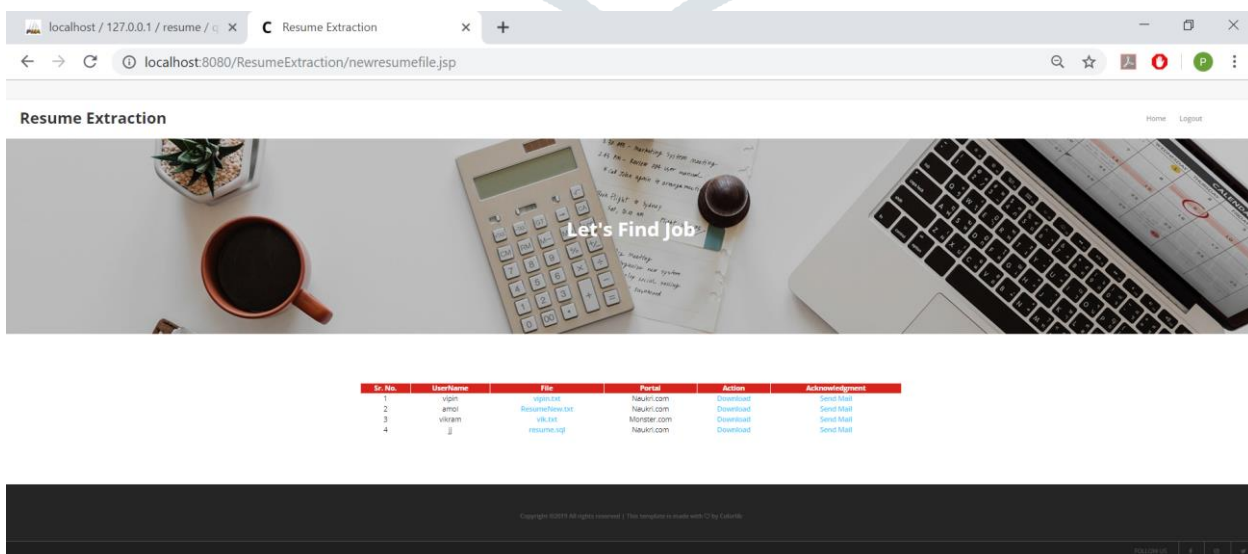 localhost / 127.0.0.1 / resume /
C Resume Extraction
localhost:8080/ResumeExtraction/newresumefile.jsp
P
Resume Extraction
Home Logout
Let's Find Job
Sr. No. UserName File Portal Action Acknowledgment
1 vipin vipin.txt Naukri.com Download Send Mail
2 amol ResumeNew.txt Naukri.com Download Send Mail
3 vikram vik.txt Monster.com Download Send Mail
4 jj resume.sql Naukri.com Download Send Mail
Copyright ©2019 All rights reserved | This template is made with ♡ by Colorlib
FOLLOW US